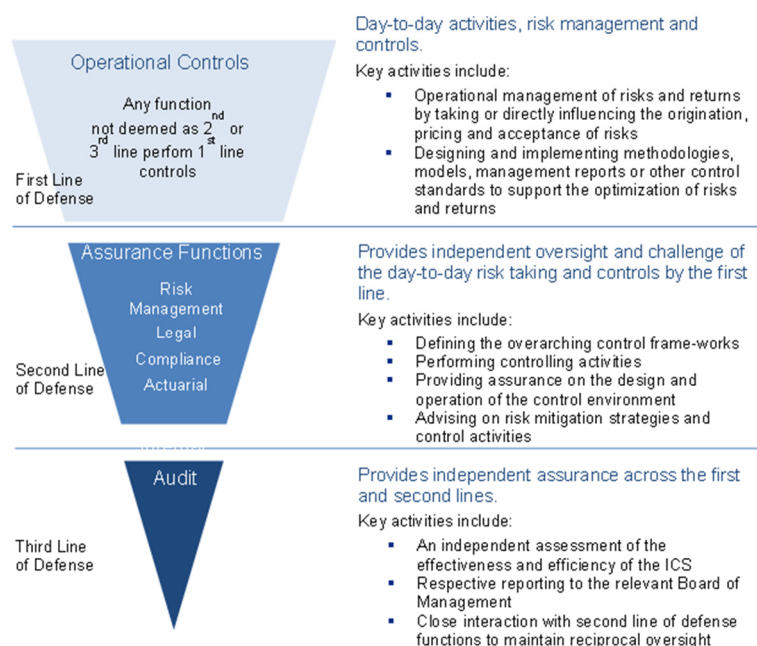 Operational Controls
Any function
not deemed as 2nd or
3rd line perfom 1st line
controls
First Line
of Defense
Day-to-day activities, risk management and
controls.
Key activities include:
▪ Operational management of risks and returns
by taking or directly influencing the origination,
pricing and acceptance of risks
▪ Designing and implementing methodologies,
models, management reports or other control
standards to support the optimization of risks
and returns
Assurance Functions
Risk
Management
Legal
Compliance
Actuarial
Second Line
of Defense
Provides independent oversight and challenge of
the day-to-day risk taking and controls by the first
line.
Key activities include:
▪ Defining the overarching control frame-works
▪ Performing controlling activities
▪ Providing assurance on the design and
operation of the control environment
▪ Advising on risk mitigation strategies and
control activities
Audit
Third Line
of Defense
Provides independent assurance across the first
and second lines.
Key activities include:
▪ An independent assessment of the
effectiveness and efficiency of the ICS
▪ Respective reporting to the relevant Board of
Management
▪ Close interaction with second line of defense
functions to maintain reciprocal oversight